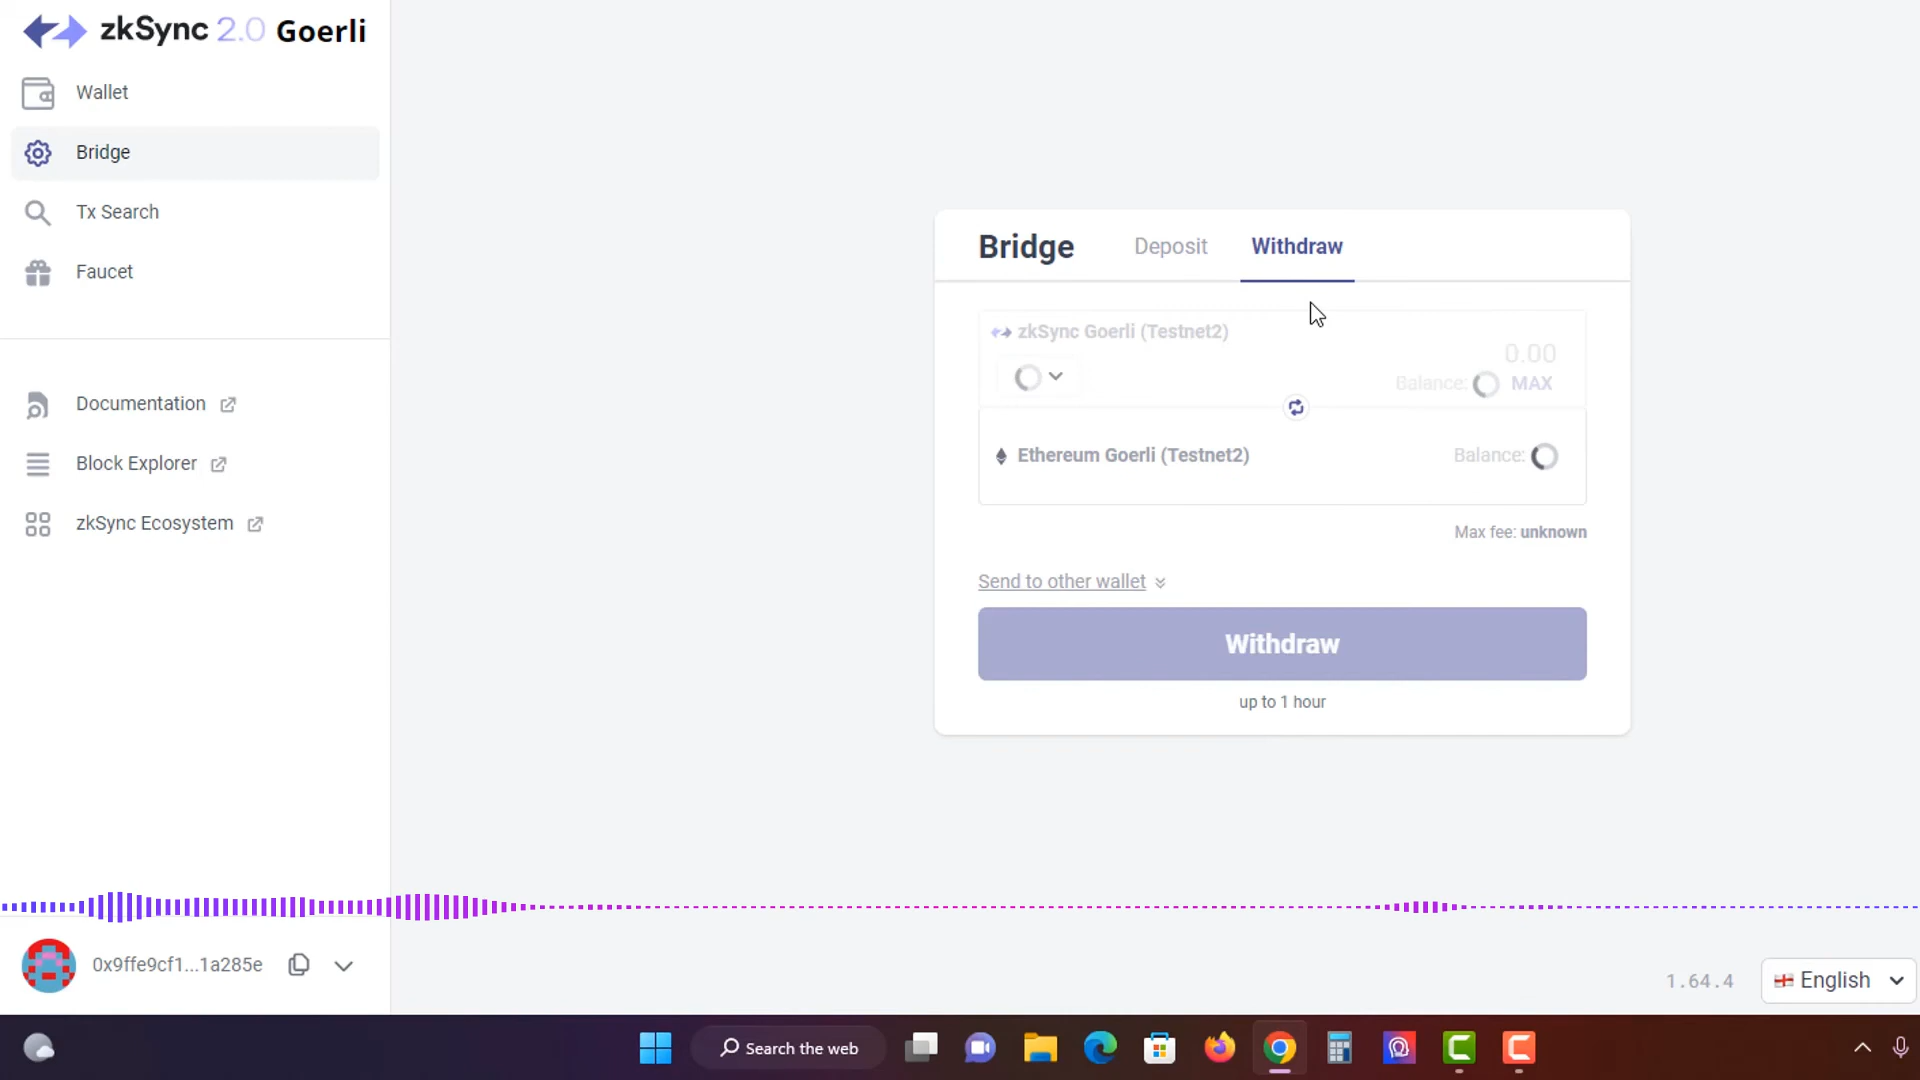 zkSync 2.0 Goerli
Wallet
Bridge
Tx Search
Faucet
Documentation
Block Explorer
zkSync Ecosystem
Bridge
Deposit
Withdraw
zkSync Goerli (Testnet2)
0.00
Balance:
MAX
Ethereum Goerli (Testnet2)
Balance:
Max fee: unknown
Send to other wallet
Withdraw
up to 1 hour
0x9ffe9cf1...1a285e
1.64.4
English
Search the web